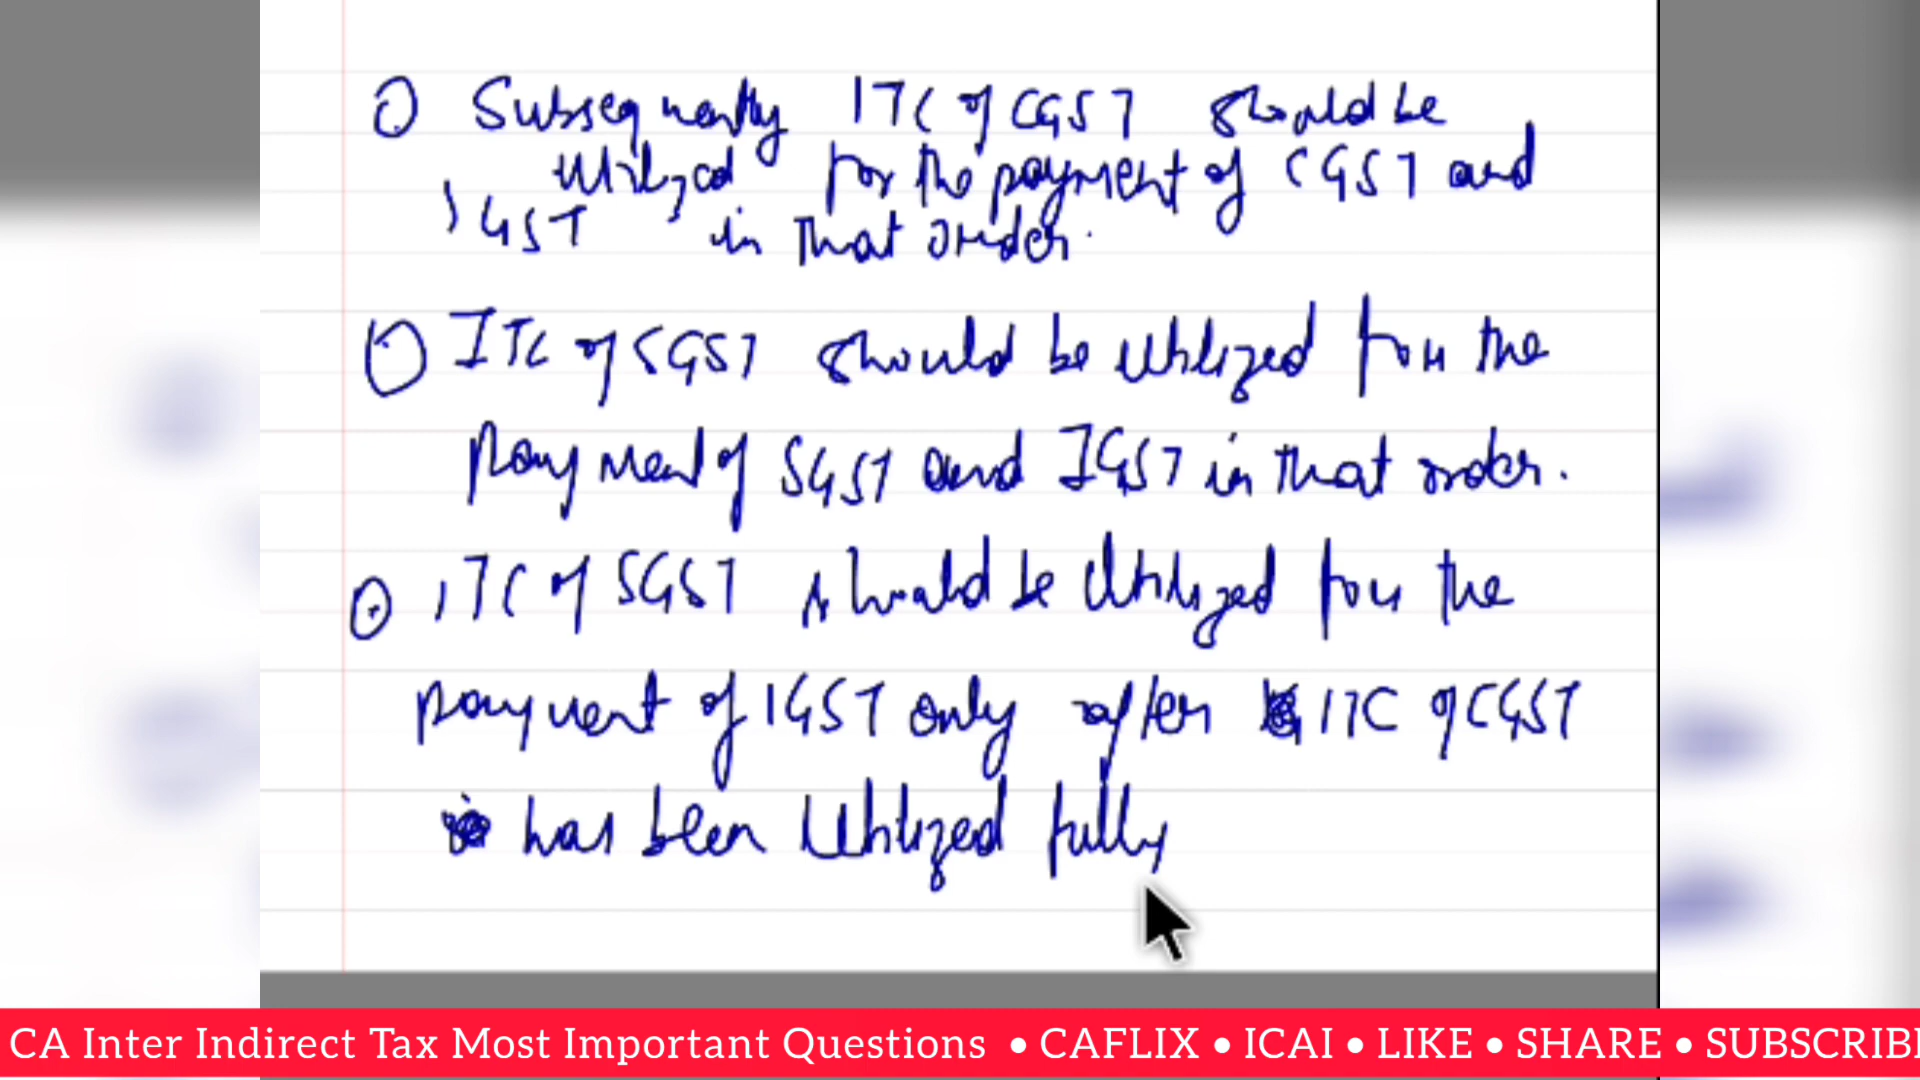 Subsequently ITC of CGST should be
utilized for the payment of CGST and
IGST in that order.
ITC of SGST should be utilized for the
payment of SGST and IGST in that order.
ITC of SGST should be utilized for the
payment of IGST only after ITC of CGST
has been utilized fully
CA Inter Indirect Tax Most Important Questions • CAFLIX • ICAI • LIKE • SHARE • SUBSCRIB